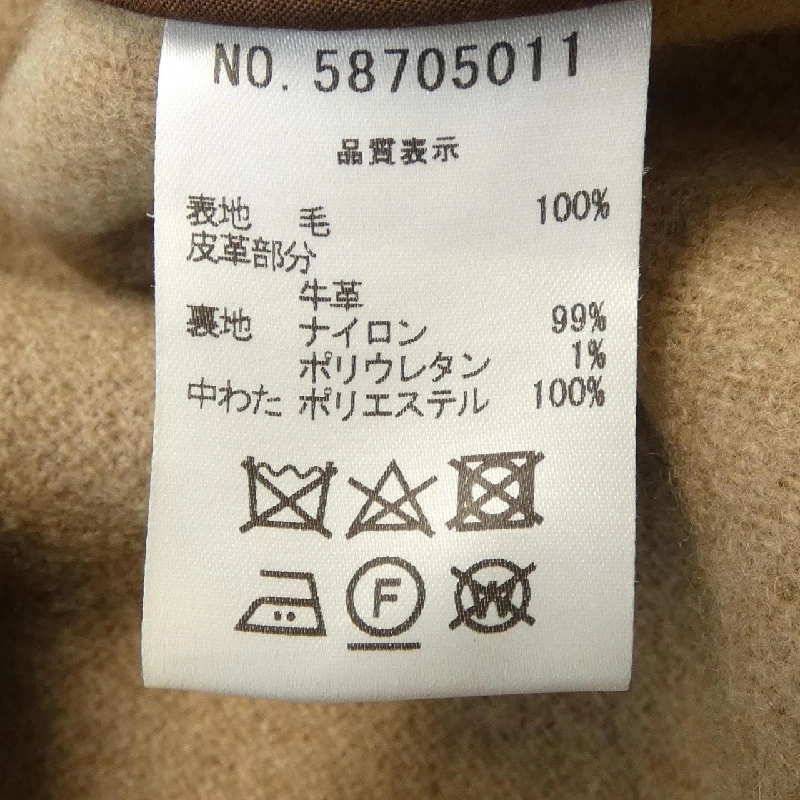 NO. 58705011
品質表示
表地 毛 100%
皮革部分
牛革
裏地 ナイロン 99%
ポリウレタン 1%
中わた ポリエステル 100%
F
W